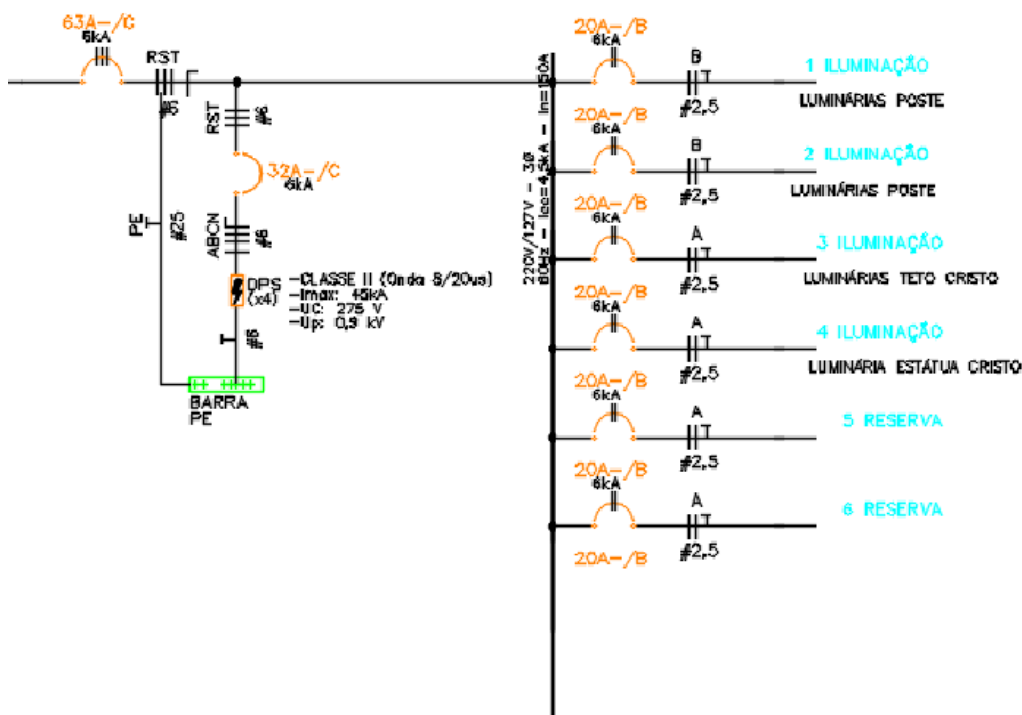 63A-/C
6kA
RST
#6
RST
#6
32A-/C
6kA
PE
#25
ABCN
#6
DPS
(x4)
-CLASSE II (Onda 8/20us)
-Imax: 45kA
-UC: 275 V
-Up: 0,9 kV
#6
BARRA
PE
220V/127V - 3Ø
60Hz - Icc=4,5kA - In=150A
20A-/B
6kA
B
T
#2,5
1 ILUMINAÇÃO
LUMINÁRIAS POSTE
20A-/B
6kA
B
T
#2,5
2 ILUMINAÇÃO
LUMINÁRIAS POSTE
20A-/B
6kA
A
T
#2,5
3 ILUMINAÇÃO
LUMINÁRIAS TETO CRISTO
20A-/B
6kA
A
T
#2,5
4 ILUMINAÇÃO
LUMINÁRIA ESTÁTUA CRISTO
20A-/B
6kA
A
T
#2,5
5 RESERVA
20A-/B
6kA
A
T
#2,5
6 RESERVA
20A-/B